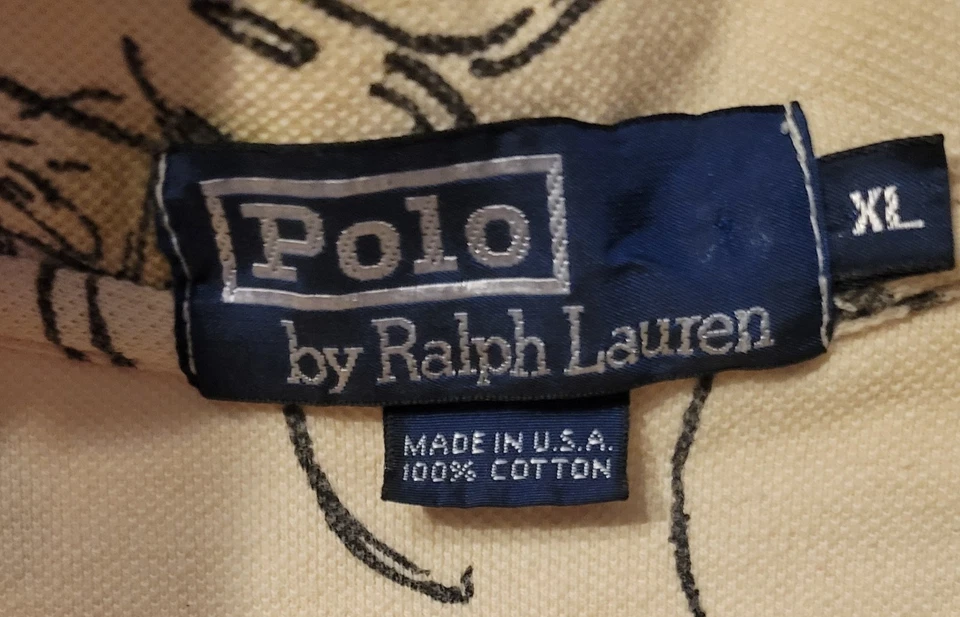 Polo
by Ralph Lauren
XL
MADE IN U.S.A.
100% COTTON